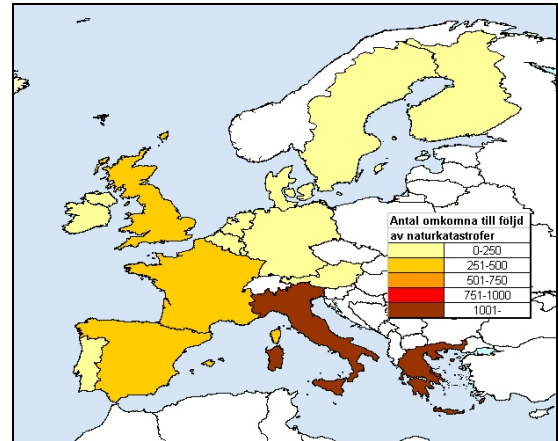 Antal omkomna till följd
av naturkatastrofer
0-250
251-500
501-750
751-1000
1001-